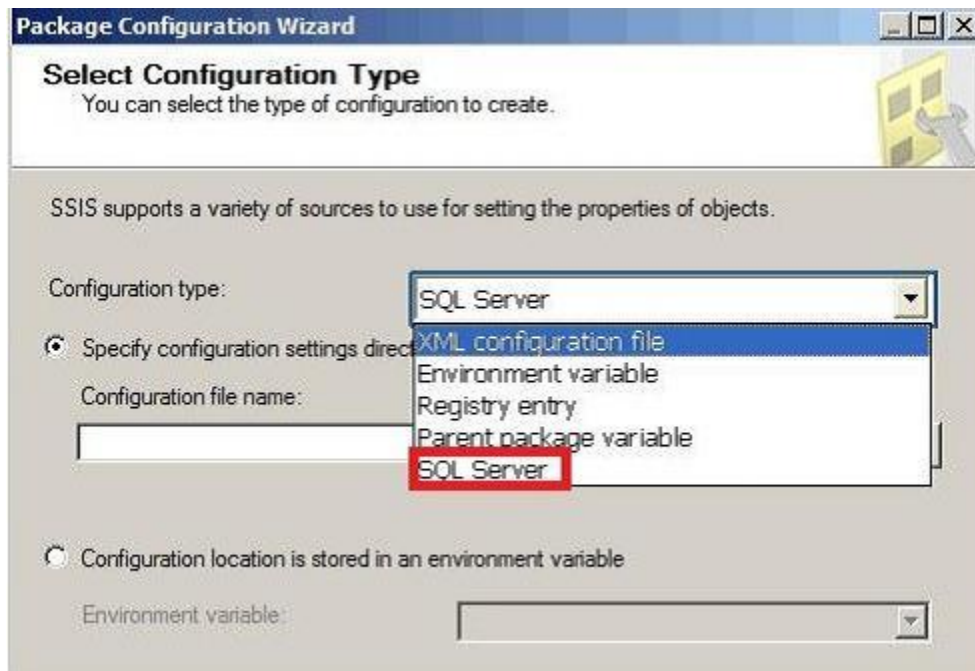 Package Configuration Wizard
Select Configuration Type
You can select the type of configuration to create.
SSIS supports a variety of sources to use for setting the properties of objects.
Configuration type:
SQL Server
XML configuration file
Specify configuration settings direct
Environment variable
Configuration file name:
Registry entry
Parent package variable
SQL Server
Configuration location is stored in an environment variable
Environment variable: